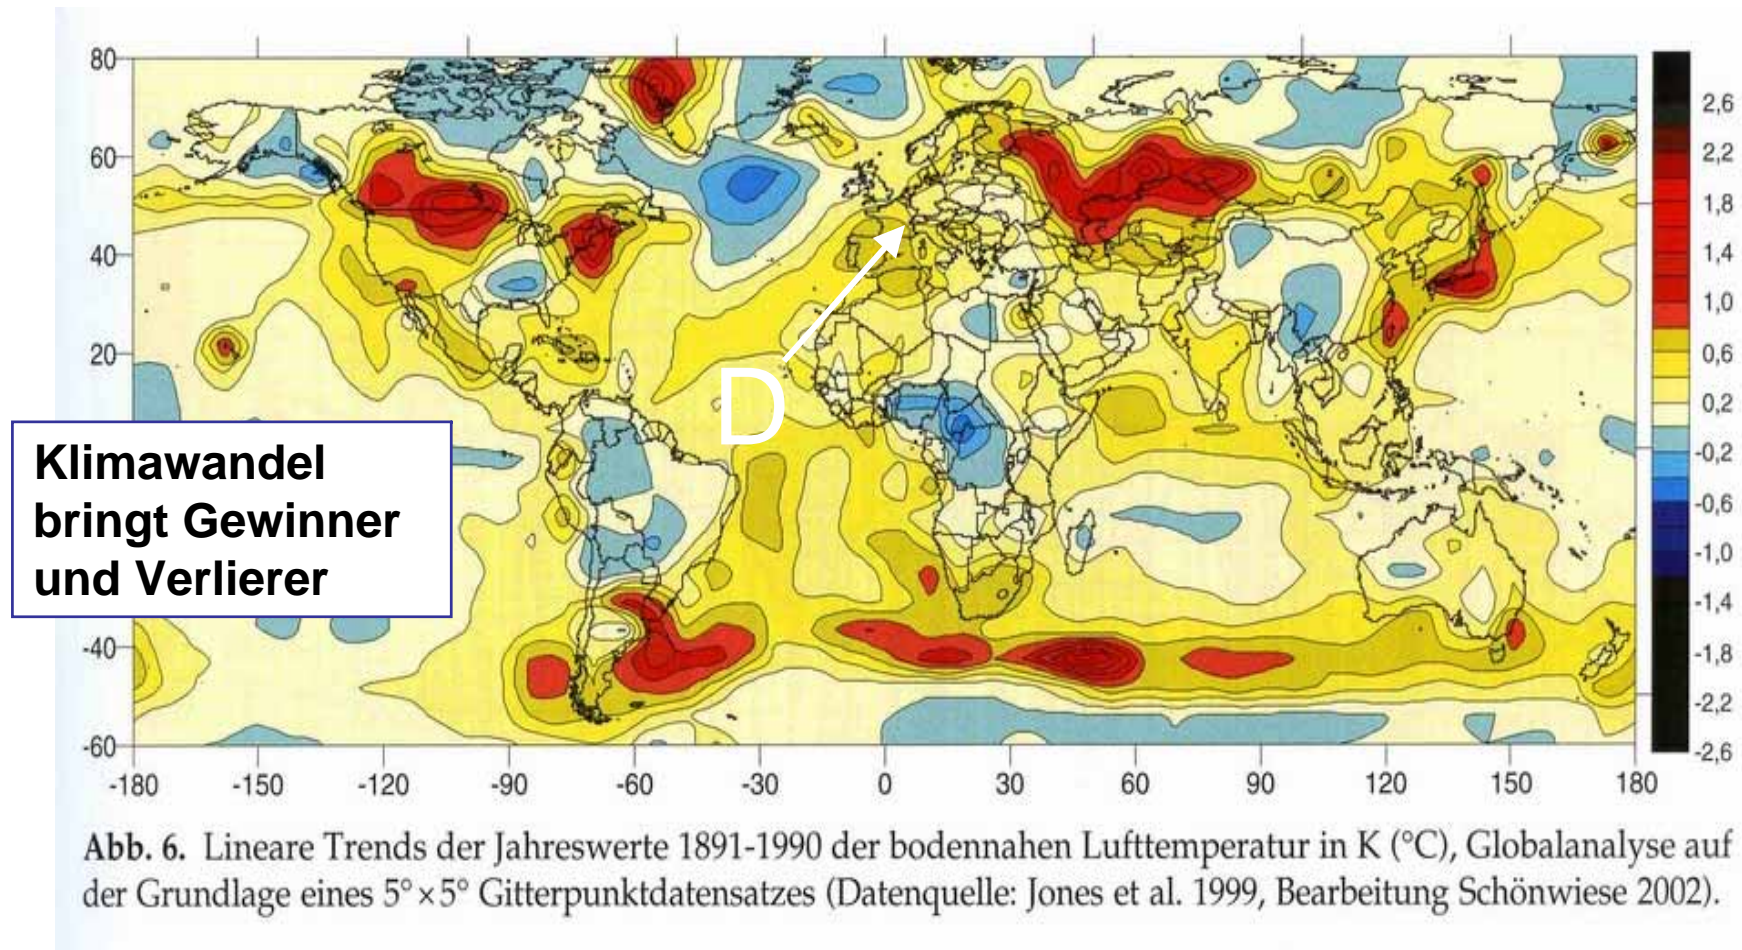 80
60
40
20
-40
-60
-180 -150 -120 -90 -60 -30 0 30 60 90 120 150 180
2,6
2,2
1,8
1,4
1,0
0,6
0,2
-0,2
-0,6
-1,0
-1,4
-1,8
-2,2
-2,6
D
Klimawandel
bringt Gewinner
und Verlierer
Abb. 6. Lineare Trends der Jahreswerte 1891-1990 der bodennahen Lufttemperatur in K (°C), Globalanalyse auf
der Grundlage eines 5°×5° Gitterpunktdatensatzes (Datenquelle: Jones et al. 1999, Bearbeitung Schönwiese 2002).